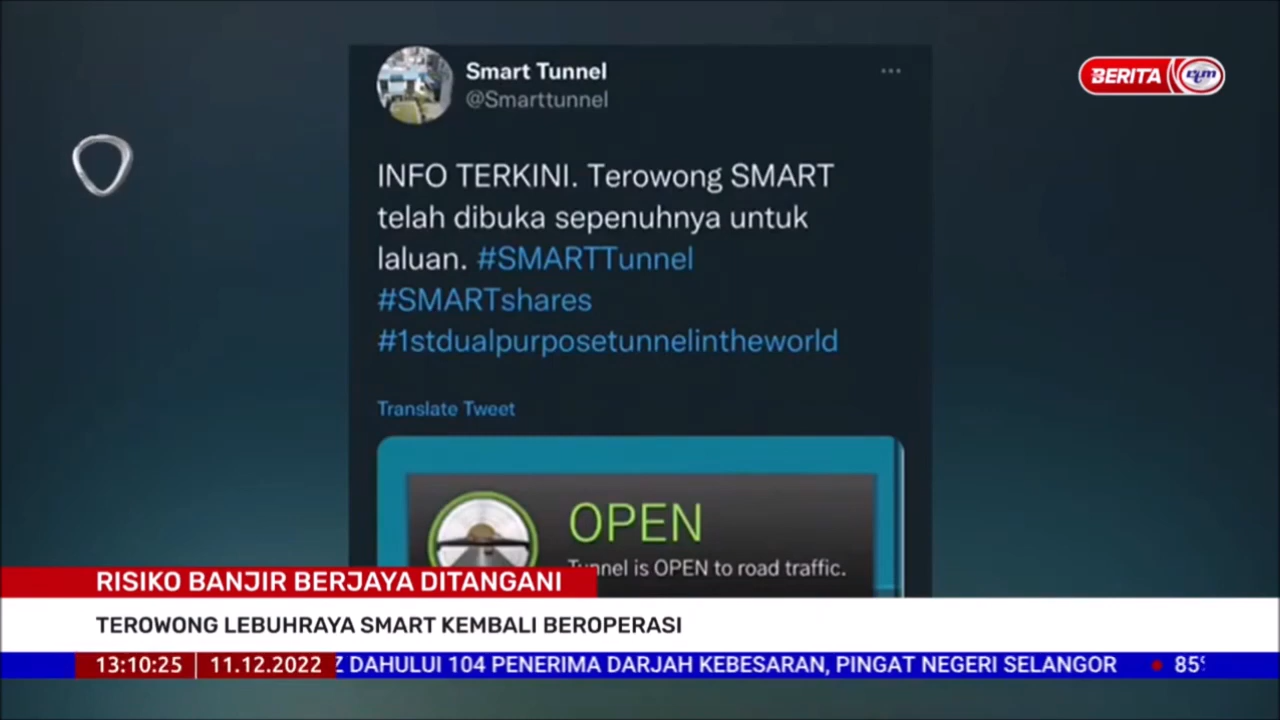 Smart Tunnel
@Smarttunnel
BERITA rtm
INFO TERKINI. Terowong SMART
telah dibuka sepenuhnya untuk
laluan. #SMARTTunnel
#SMARTshares
#1stdualpurposetunnelintheworld
Translate Tweet
OPEN
Tunnel is OPEN to road traffic.
RISIKO BANJIR BERJAYA DITANGANI
TEROWONG LEBUHRAYA SMART KEMBALI BEROPERASI
13:10:25 11.12.2022 Z DAHULUI 104 PENERIMA DARJAH KEBESARAN, PINGAT NEGERI SELANGOR • 85